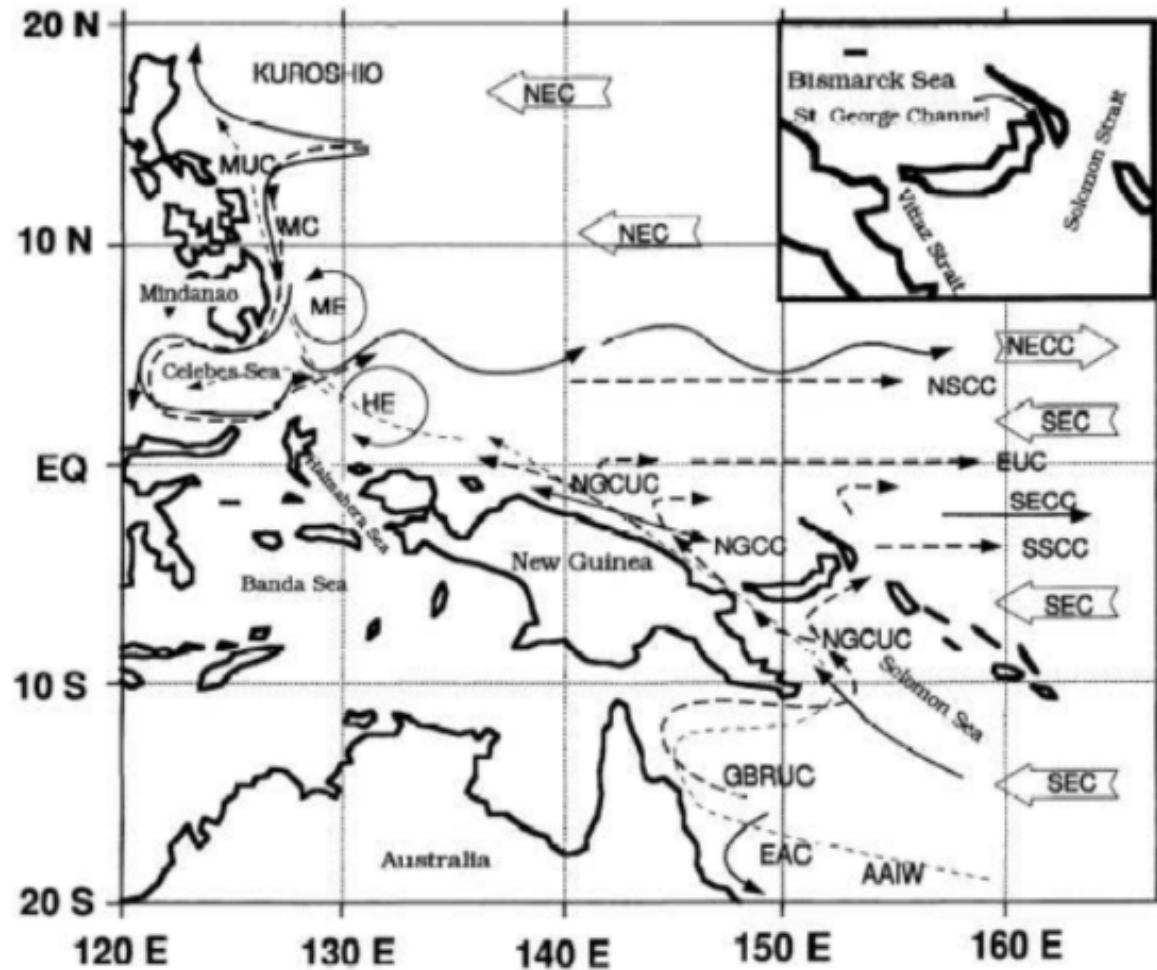 20 N
KUROSHIO
NEC
Bismarck Sea
St. George Channel
Solomon Strait
Vitiaz Strait
MUC
MC
10 N
NEC
Mindanao
ME
NECC
Celebes Sea
NSCC
HE
SEC
EQ
EUC
NGCUC
Halmahera Sea
SECC
NGCC
SSCC
New Guinea
Banda Sea
SEC
NGCUC
Solomon Sea
10 S
GBRUC
SEC
EAC
Australia
AAIW
20 S
120 E
130 E
140 E
150 E
160 E